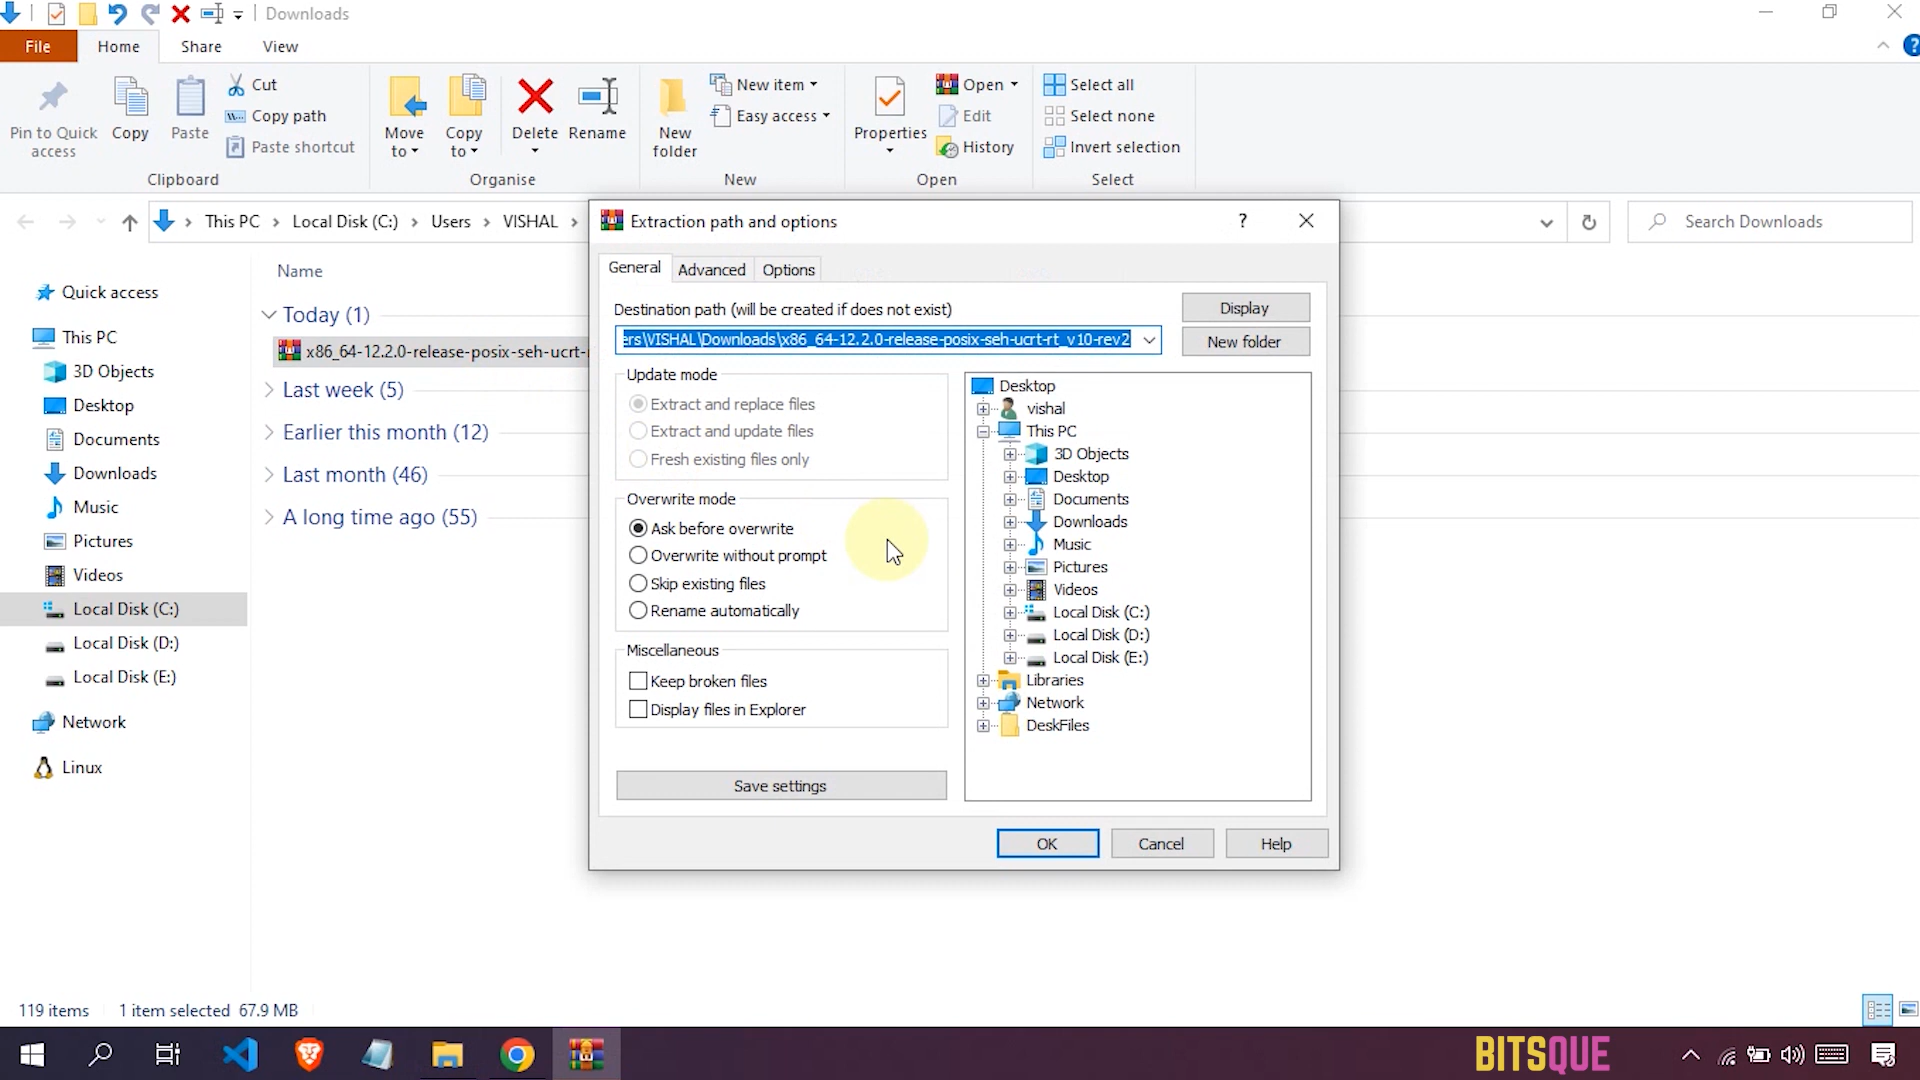 Downloads
File
Home
Share
View
Pin to Quick access
Copy
Paste
Cut
Copy path
Paste shortcut
Clipboard
Move to
Copy to
Delete
Rename
Organise
New folder
New item
Easy access
New
Properties
Open
Edit
History
Open
Select all
Select none
Invert selection
Select
This PC
Local Disk (C:)
Users
VISHAL
Search Downloads
Quick access
This PC
3D Objects
Desktop
Documents
Downloads
Music
Pictures
Videos
Local Disk (C:)
Local Disk (D:)
Local Disk (E:)
Network
Linux
Name
Today (1)
x86_64-12.2.0-release-posix-seh-ucrt-r
Last week (5)
Earlier this month (12)
Last month (46)
A long time ago (55)
Extraction path and options
?
General
Advanced
Options
Destination path (will be created if does not exist)
ers\VISHAL\Downloads\x86_64-12.2.0-release-posix-seh-ucrt-rt_v10-rev2
Display
New folder
Update mode
Extract and replace files
Extract and update files
Fresh existing files only
Overwrite mode
Ask before overwrite
Overwrite without prompt
Skip existing files
Rename automatically
Miscellaneous
Keep broken files
Display files in Explorer
Save settings
Desktop
vishal
This PC
3D Objects
Desktop
Documents
Downloads
Music
Pictures
Videos
Local Disk (C:)
Local Disk (D:)
Local Disk (E:)
Libraries
Network
DeskFiles
OK
Cancel
Help
119 items
1 item selected 67.9 MB
BITSQUE